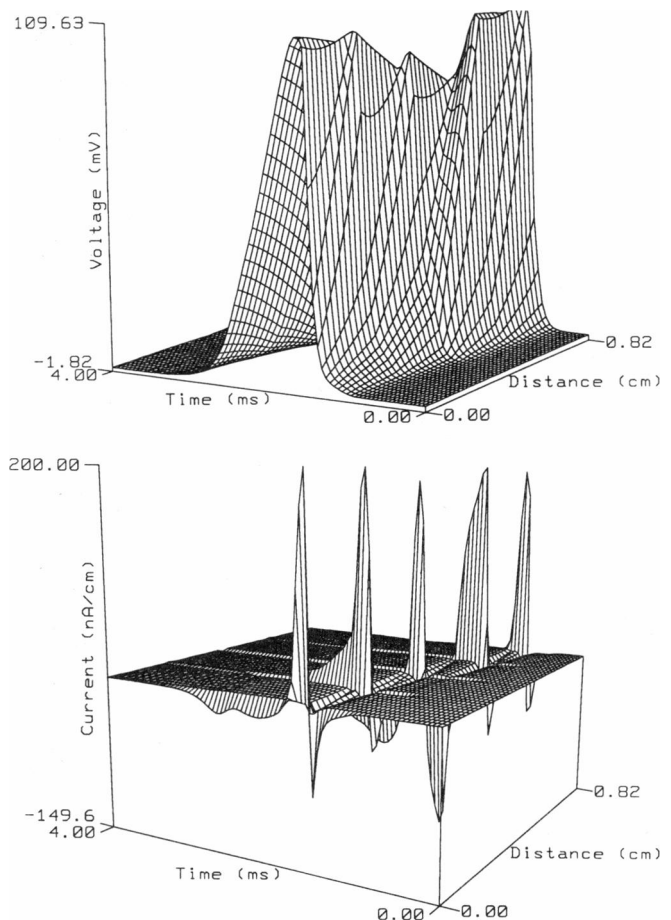 109.63
Voltage (mV)
-1.82
4.00
Time (ms)
0.00
0.00
Distance (cm)
0.82
200.00
Current (nA/cm)
-149.6
4.00
Time (ms)
0.00
0.00
Distance (cm)
0.82